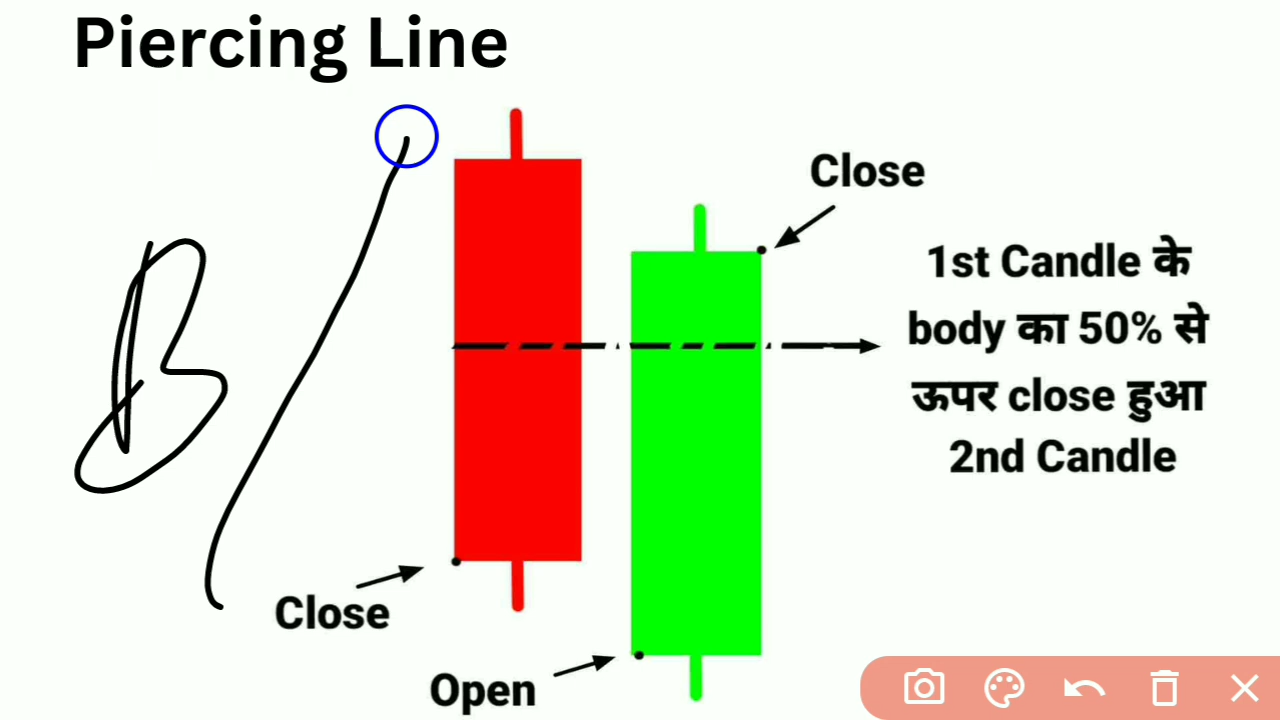 Piercing Line
B/
Close
1st Candle के
body का 50% से
ऊपर close हुआ
2nd Candle
Close
Open